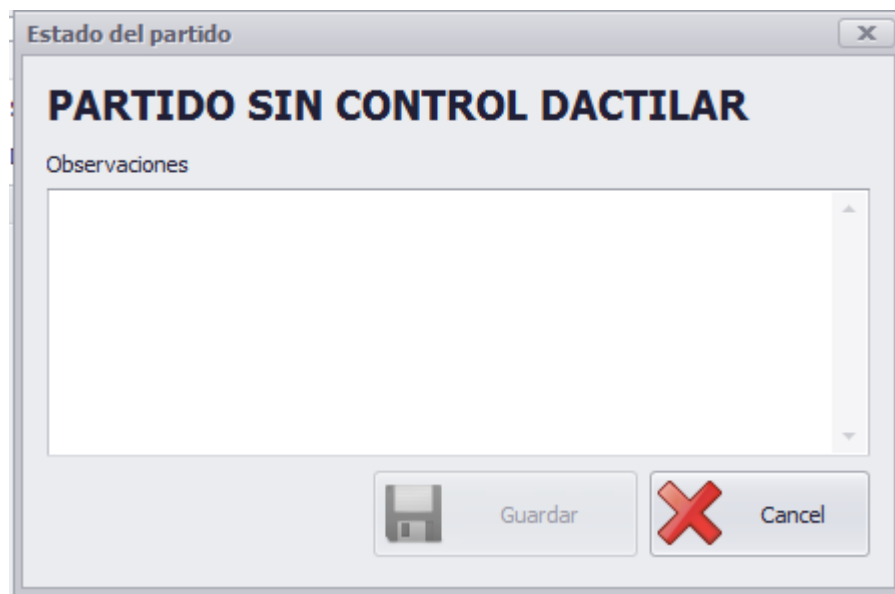 Estado del partido
PARTIDO SIN CONTROL DACTILAR
Observaciones
Guardar
Cancel